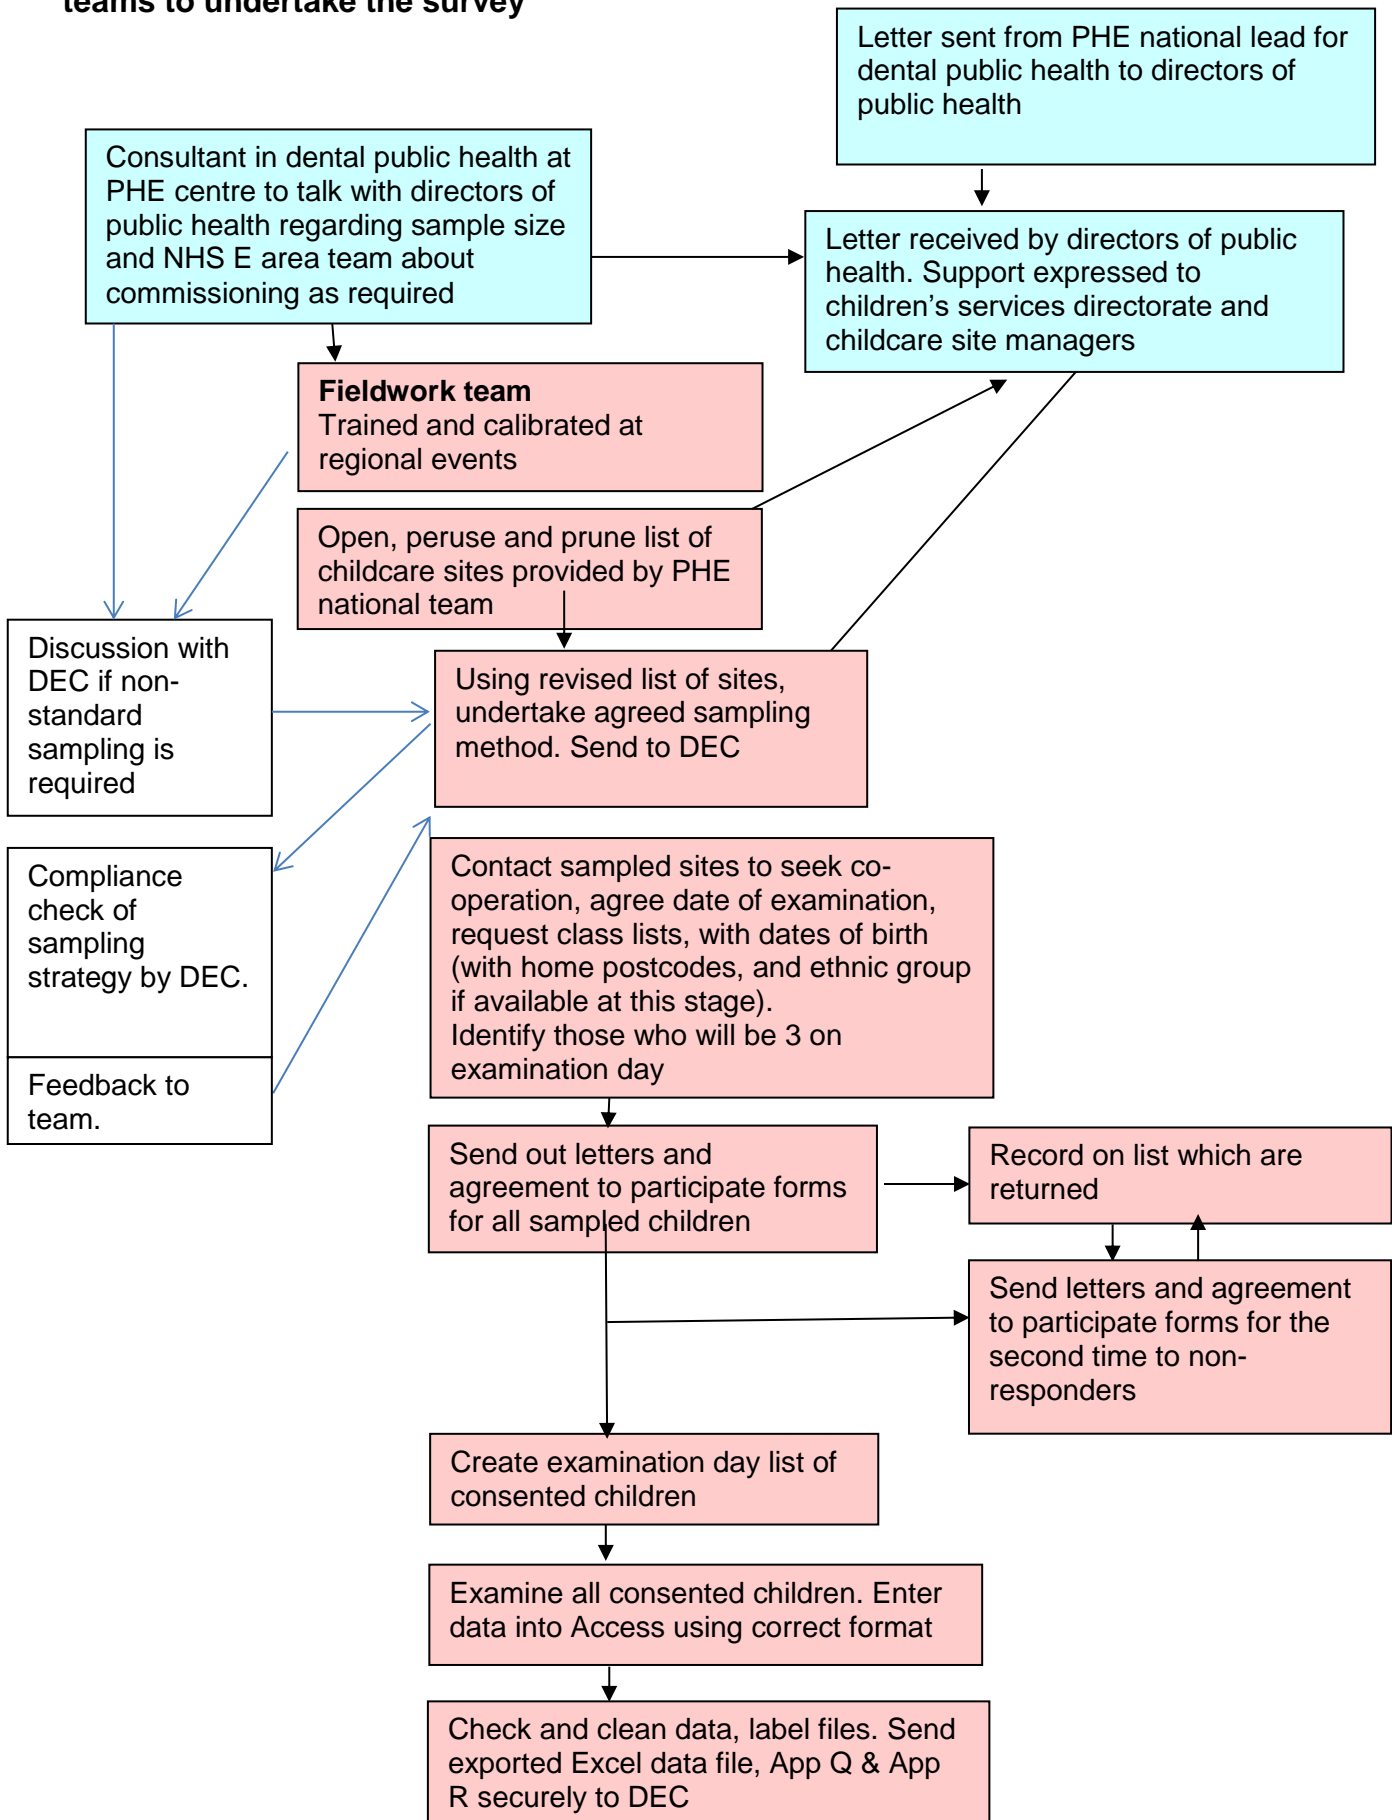 teams to undertake the survey
Letter sent from PHE national lead for
dental public health to directors of
public health
Consultant in dental public health at
PHE centre to talk with directors of
public health regarding sample size
and NHS E area team about
commissioning as required
Letter received by directors of public
health. Support expressed to
children’s services directorate and
childcare site managers
Fieldwork team
Trained and calibrated at
regional events
Open, peruse and prune list of
childcare sites provided by PHE
national team
Discussion with
DEC if non-
standard
sampling is
required
Using revised list of sites,
undertake agreed sampling
method. Send to DEC
Compliance
check of
sampling
strategy by DEC.
Feedback to
team.
Contact sampled sites to seek co-
operation, agree date of examination,
request class lists, with dates of birth
(with home postcodes, and ethnic group
if available at this stage).
Identify those who will be 3 on
examination day
Send out letters and
agreement to participate forms
for all sampled children
Record on list which are
returned
Send letters and agreement
to participate forms for the
second time to non-
responders
Create examination day list of
consented children
Examine all consented children. Enter
data into Access using correct format
Check and clean data, label files. Send
exported Excel data file, App Q & App
R securely to DEC